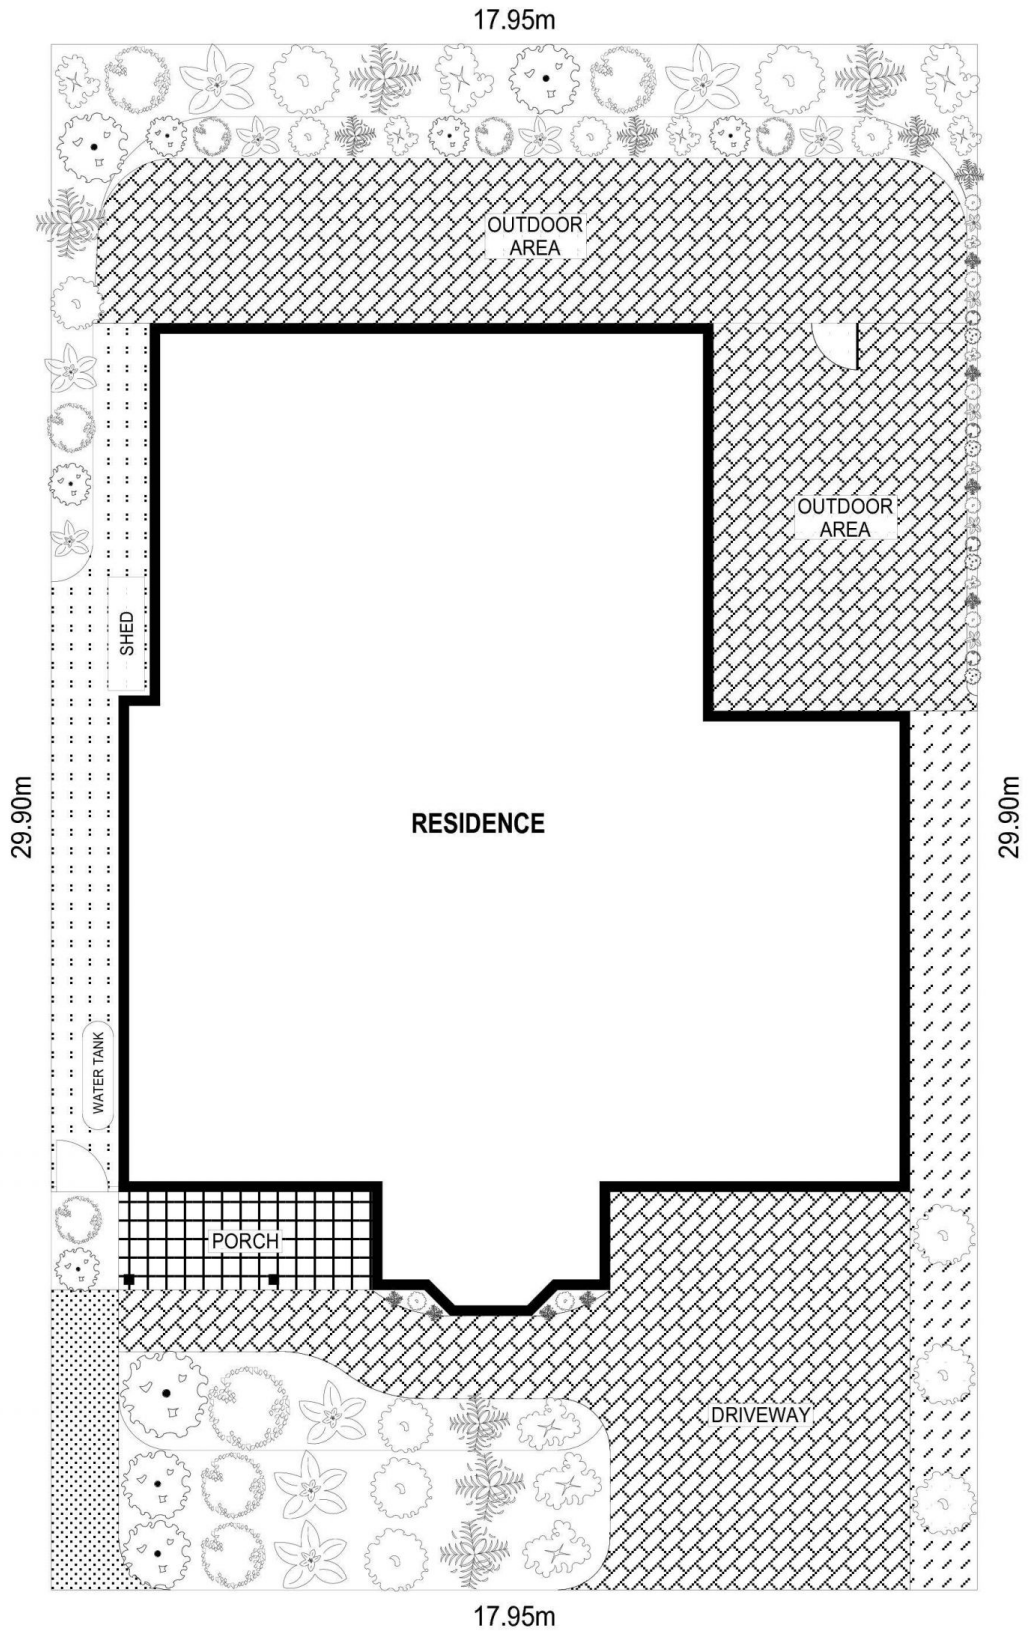 17.95m
OUTDOOR
AREA
OUTDOOR
AREA
SHED
29.90m
RESIDENCE
29.90m
WATER TANK
PORCH
DRIVEWAY
17.95m